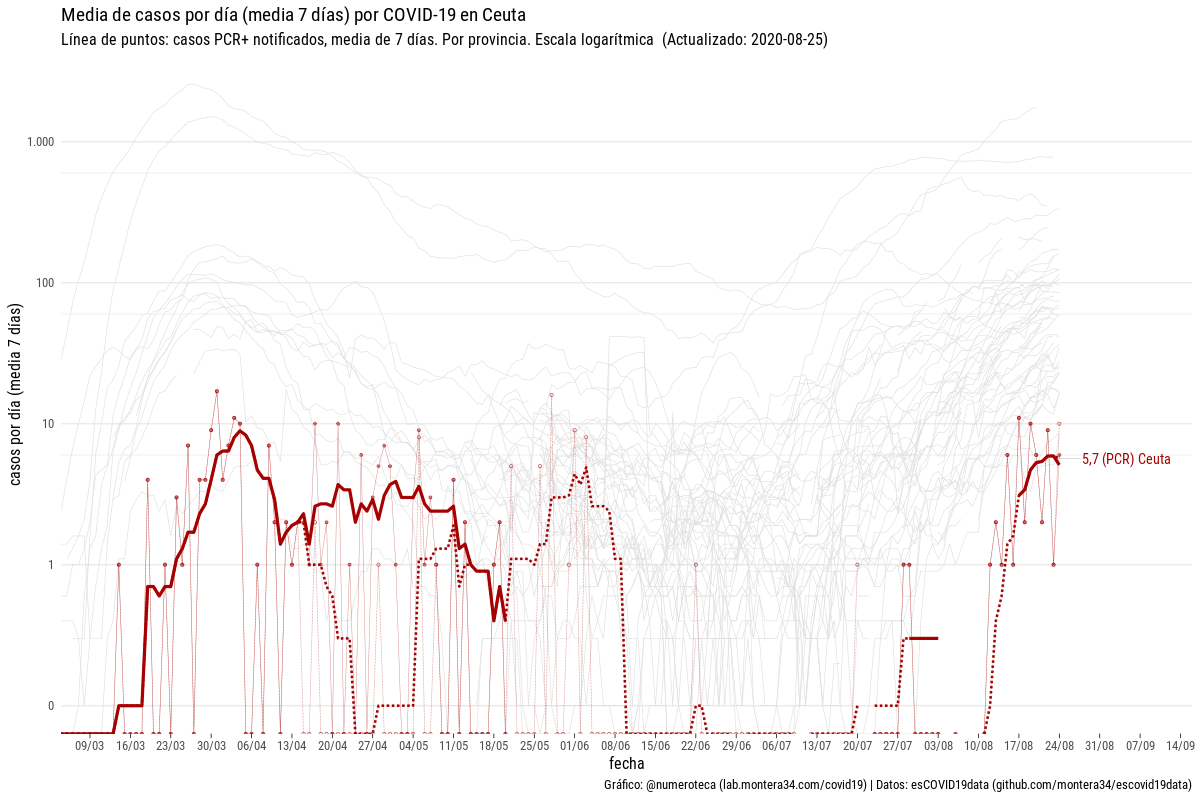 Media de casos por día (media 7 días) por COVID-19 en Ceuta
Línea de puntos: casos PCR+ notificados, media de 7 días. Por provincia. Escala logarítmica  (Actualizado: 2020-08-25)
casos por día (media 7 días)
1.000
100
10
1
0
5,7 (PCR) Ceuta
09/03 16/03 23/03 30/03 06/04 13/04 20/04 27/04 04/05 11/05 18/05 25/05 01/06 08/06 15/06 22/06 29/06 06/07 13/07 20/07 27/07 03/08 10/08 17/08 24/08 31/08 07/09 14/09
fecha
Gráfico: @numeroteca (lab.montera34.com/covid19) | Datos: esCOVID19data (github.com/montera34/escovid19data)